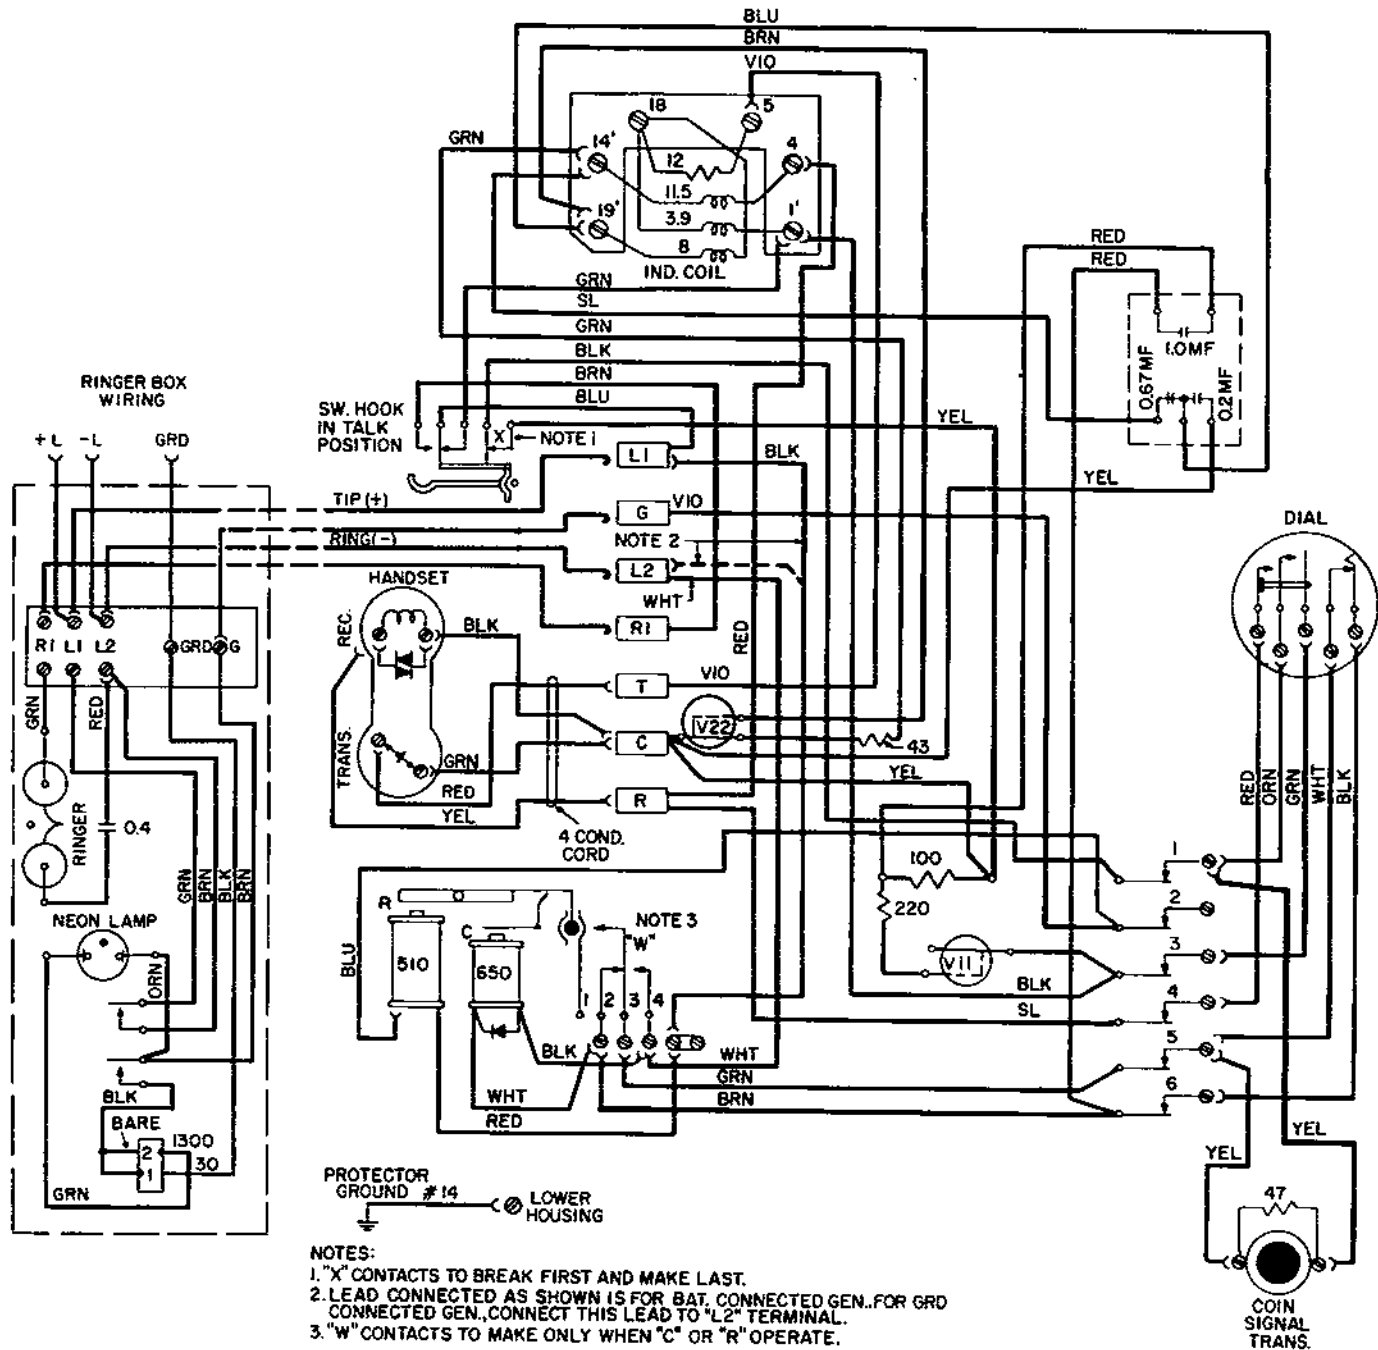 BLU
BRN
VIO
18
5
GRN
14'
4
12
11.5
19'
3.9
1'
8
IND. COIL
GRN
SL
GRN
BLK
BRN
BLU
RED
RED
1.0MF
0.67MF
0.2MF
RINGER BOX
WIRING
SW. HOOK
IN TALK
POSITION
X
NOTE 1
YEL
+L
-L
GRD
L1
BLK
YEL
TIP (+)
G
VIO
DIAL
RING(-)
NOTE 2
HANDSET
L2
WHT
REC.
BLK
R1
RED
R1
L1
L2
GRD
G
VIO
T
GRN
RED
V22
TRANS.
C
43
GRN
RED
YEL
YEL
R
RED
ORN
GRN
WHT
BLK
RINGER
0.4
4 COND.
CORD
100
1
GRN
BRN
BLK
BRN
R
220
2
NEON LAMP
C
NOTE 3
"W"
3
BLU
510
650
V11
ORN
1
2
3
4
BLK
4
SL
5
BLK
WHT
GRN
6
BLK
WHT
BRN
BARE
RED
2
1300
YEL
YEL
1
30
GRN
PROTECTOR
GROUND #14
LOWER
HOUSING
47
NOTES:
1. "X" CONTACTS TO BREAK FIRST AND MAKE LAST.
2. LEAD CONNECTED AS SHOWN IS FOR BAT. CONNECTED GEN..FOR GRD
CONNECTED GEN.,CONNECT THIS LEAD TO "L2" TERMINAL.
3. "W" CONTACTS TO MAKE ONLY WHEN "C" OR "R" OPERATE.
COIN
SIGNAL
TRANS.